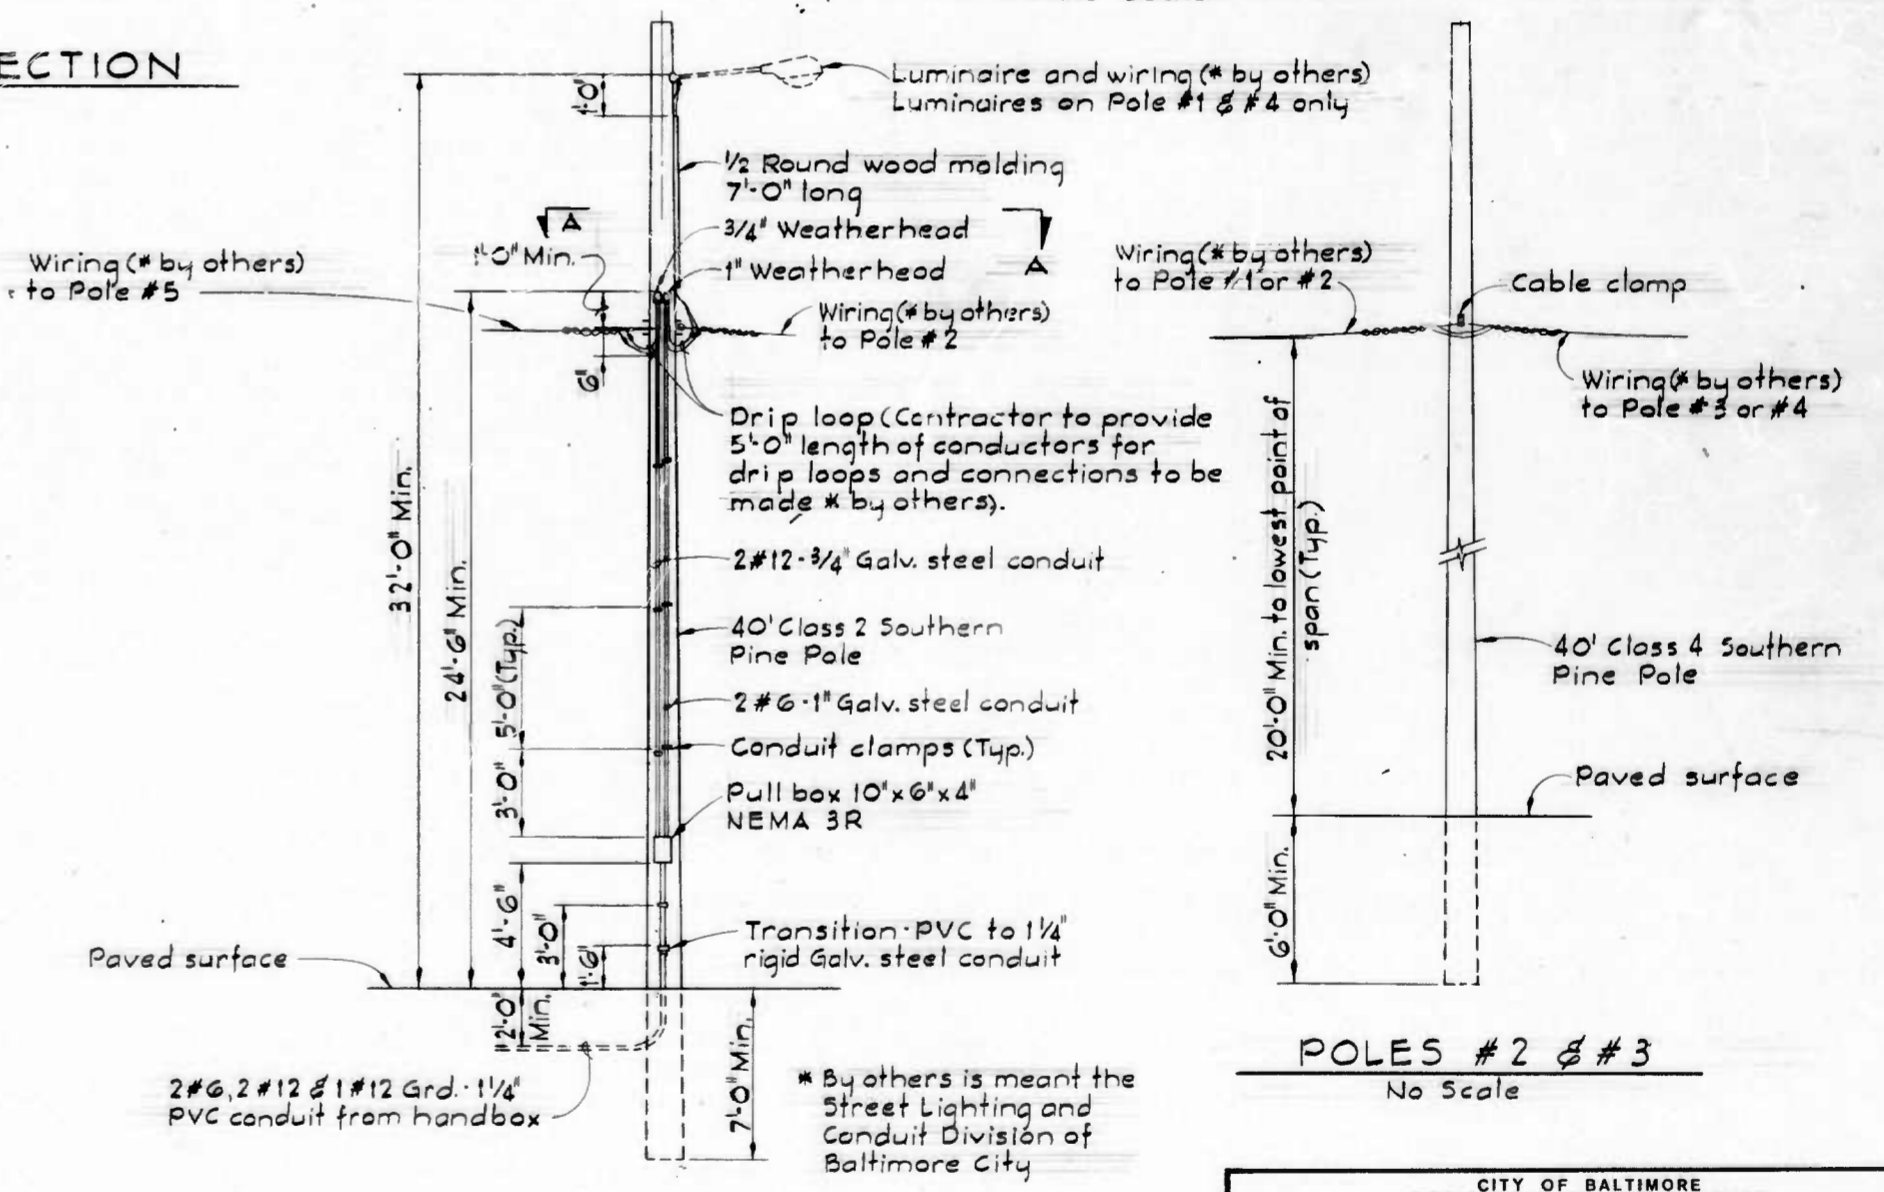 ECTION
1'-0"
Luminaire and wiring (* by others)
Luminaires on Pole #1 & #4 only
1/2 Round wood molding
7'-0" long
A
3/4" Weatherhead
1'-0" Min.
1" Weatherhead
A
Wiring (* by others)
to Pole #5
Wiring (* by others)
to Pole #2
6"
Drip loop (Contractor to provide
5'-0" length of conductors for
drip loops and connections to be
made * by others).
32'-0" Min.
24'-6" Min.
2#12-3/4" Galv. steel conduit
5'-0" (Typ.)
40' Class 2 Southern
Pine Pole
2#6-1" Galv. steel conduit
Conduit clamps (Typ.)
3'-0"
Pull box 10"x6"x4"
NEMA 3R
4'-6"
3'-0"
1'-6"
Transition-PVC to 1 1/4"
rigid Galv. steel conduit
Paved surface
2'-0"
Min.
7'-0" Min.
2#6, 2#12 & 1#12 Grd.-1 1/4"
PVC conduit from handbox
* By others is meant the
Street Lighting and
Conduit Division of
Baltimore City
Wiring (* by others)
to Pole #1 or #2
Cable clamp
Wiring (* by others)
to Pole #3 or #4
20'-0" Min. to lowest point of
span (Typ.)
40' Class 4 Southern
Pine Pole
Paved surface
6'-0" Min.
POLES #2 & #3
No Scale
CITY OF BALTIMORE